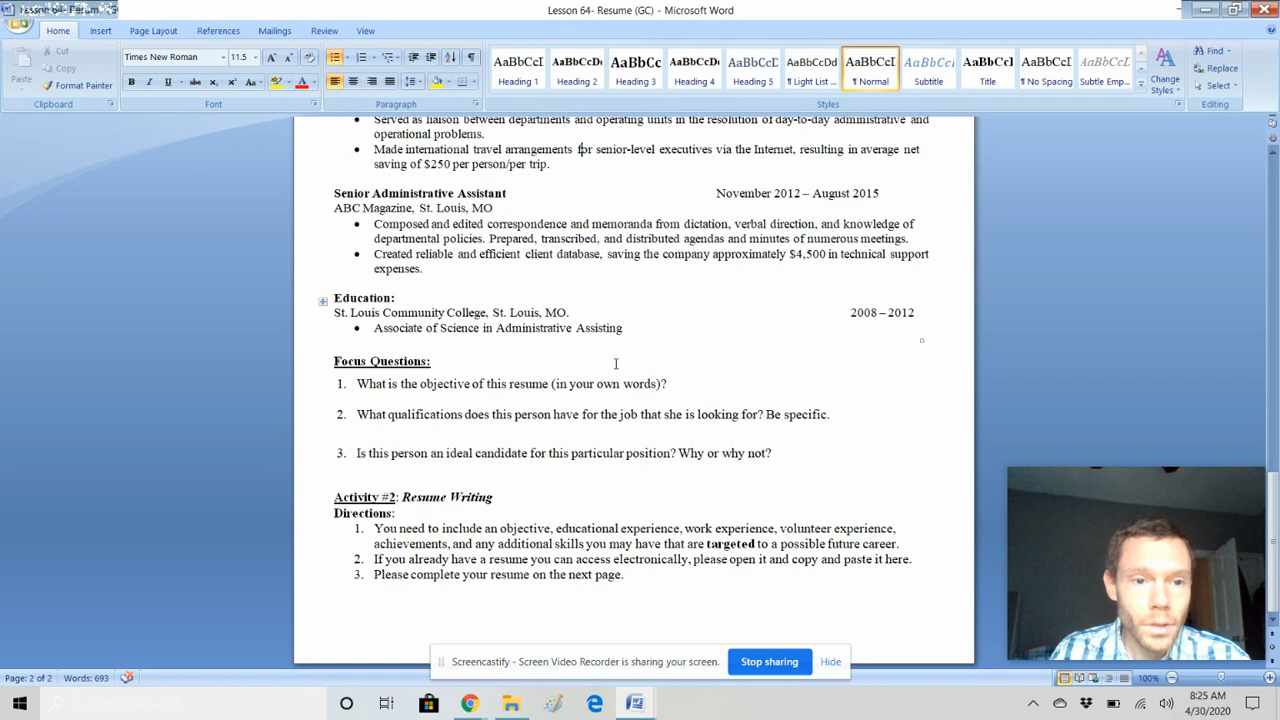 Lesson 64- Resume (GC) - Microsoft Word
Home Insert Page Layout References Mailings Review View
Cut
Copy
Paste
Format Painter
Times New Roman 11.5
AaBbCcI AaBbCcDc AaBbCc AaBbCcDc AaBbCcD AaBbCcDd AaBbCcI AaBbCcL AaBbCcI AaBbCcI AaBbCcL
Heading 1 Heading 2 Heading 3 Heading 4 Heading 5 ¶ Light List ... ¶ Normal Subtitle Title ¶ No Spacing Subtle Emp...
Change Styles
Find
Replace
Select
Clipboard Font Paragraph Styles Editing
• Served as liaison between departments and operating units in the resolution of day-to-day administrative and
operational problems.
• Made international travel arrangements for senior-level executives via the Internet, resulting in average net
saving of $250 per person/per trip.
Senior Administrative Assistant November 2012 – August 2015
ABC Magazine, St. Louis, MO
• Composed and edited correspondence and memoranda from dictation, verbal direction, and knowledge of
departmental policies. Prepared, transcribed, and distributed agendas and minutes of numerous meetings.
• Created reliable and efficient client database, saving the company approximately $4,500 in technical support
expenses.
Education:
St. Louis Community College, St. Louis, MO. 2008 – 2012
• Associate of Science in Administrative Assisting
Focus Questions:
1. What is the objective of this resume (in your own words)?
2. What qualifications does this person have for the job that she is looking for? Be specific.
3. Is this person an ideal candidate for this particular position? Why or why not?
Activity #2: Resume Writing
Directions:
1. You need to include an objective, educational experience, work experience, volunteer experience,
achievements, and any additional skills you may have that are targeted to a possible future career.
2. If you already have a resume you can access electronically, please open it and copy and paste it here.
3. Please complete your resume on the next page.
Screencastify - Screen Video Recorder is sharing your screen. Stop sharing Hide
Page: 2 of 2 Words: 693 100%
8:25 AM
4/30/2020